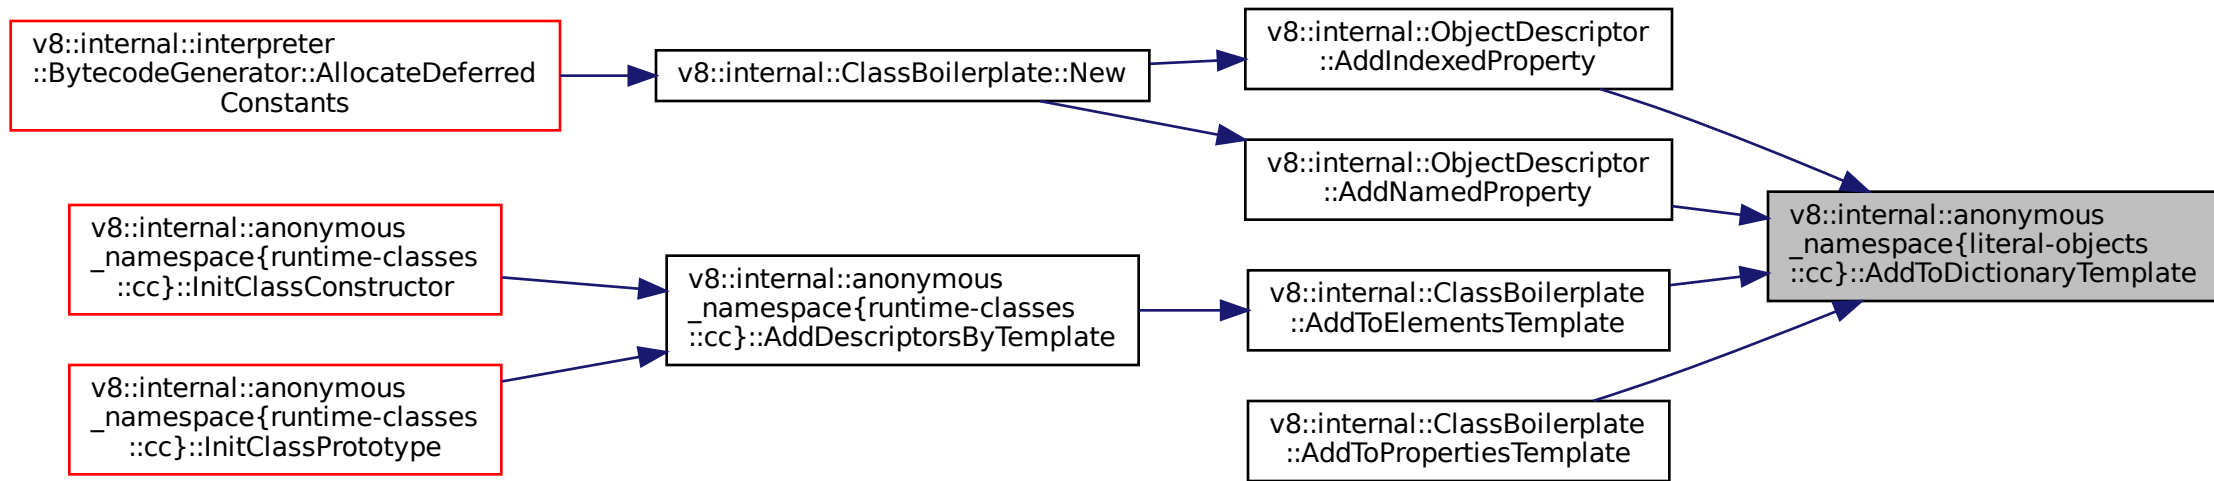 v8::internal::interpreter
::BytecodeGenerator::AllocateDeferred
Constants
v8::internal::ClassBoilerplate::New
v8::internal::ObjectDescriptor
::AddIndexedProperty
v8::internal::ObjectDescriptor
::AddNamedProperty
v8::internal::anonymous
_namespace{literal-objects
::cc}::AddToDictionaryTemplate
v8::internal::anonymous
_namespace{runtime-classes
::cc}::InitClassConstructor
v8::internal::anonymous
_namespace{runtime-classes
::cc}::AddDescriptorsByTemplate
v8::internal::ClassBoilerplate
::AddToElementsTemplate
v8::internal::anonymous
_namespace{runtime-classes
::cc}::InitClassPrototype
v8::internal::ClassBoilerplate
::AddToPropertiesTemplate